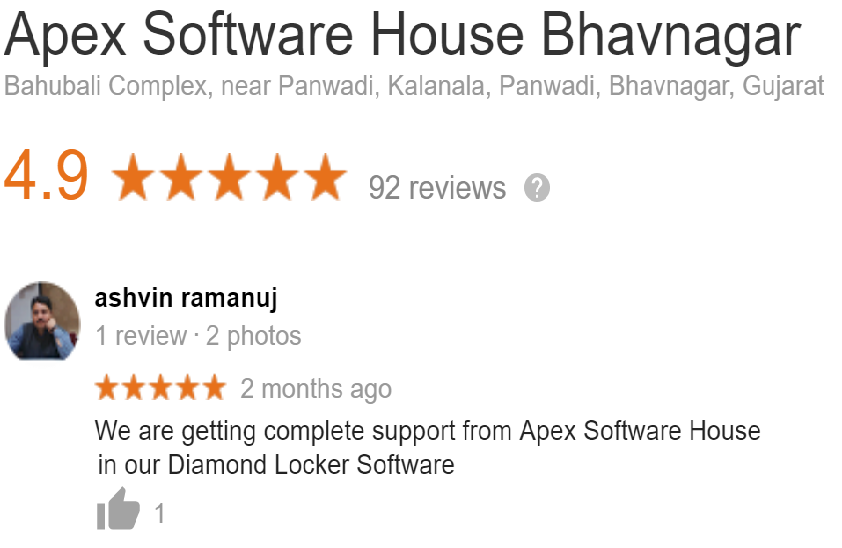 Apex Software House Bhavnagar
Bahubali Complex, near Panwadi, Kalanala, Panwadi, Bhavnagar, Gujarat
4.9 92 reviews ?
ashvin ramanuj
1 review · 2 photos
2 months ago
We are getting complete support from Apex Software House
in our Diamond Locker Software
1